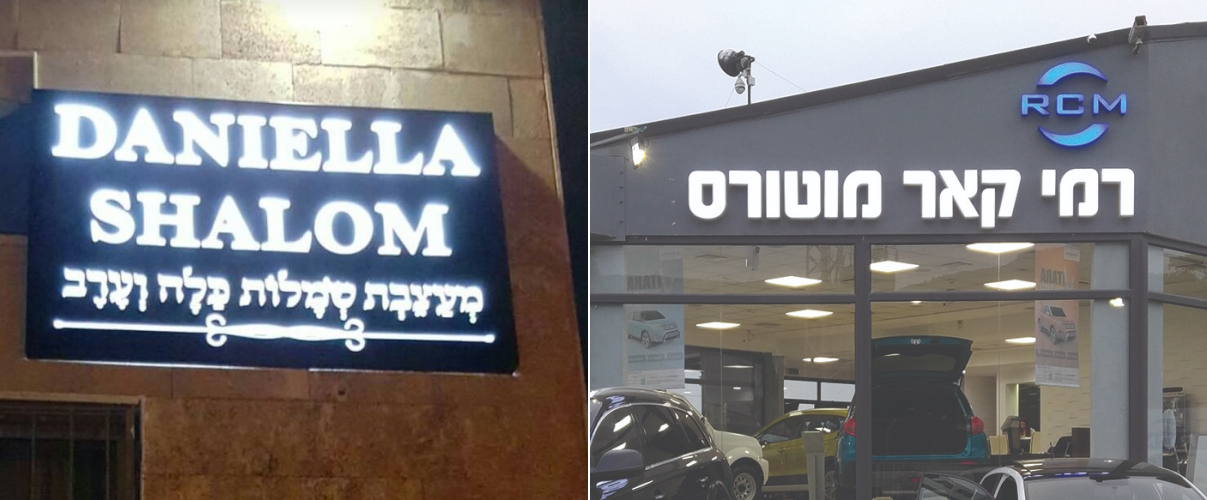 DANIELLA
SHALOM
מְעַצֶּבֶת שְׂמָלוֹת כַּלָּה וְעֶרֶב
RCM
רמי קאר מוטורס